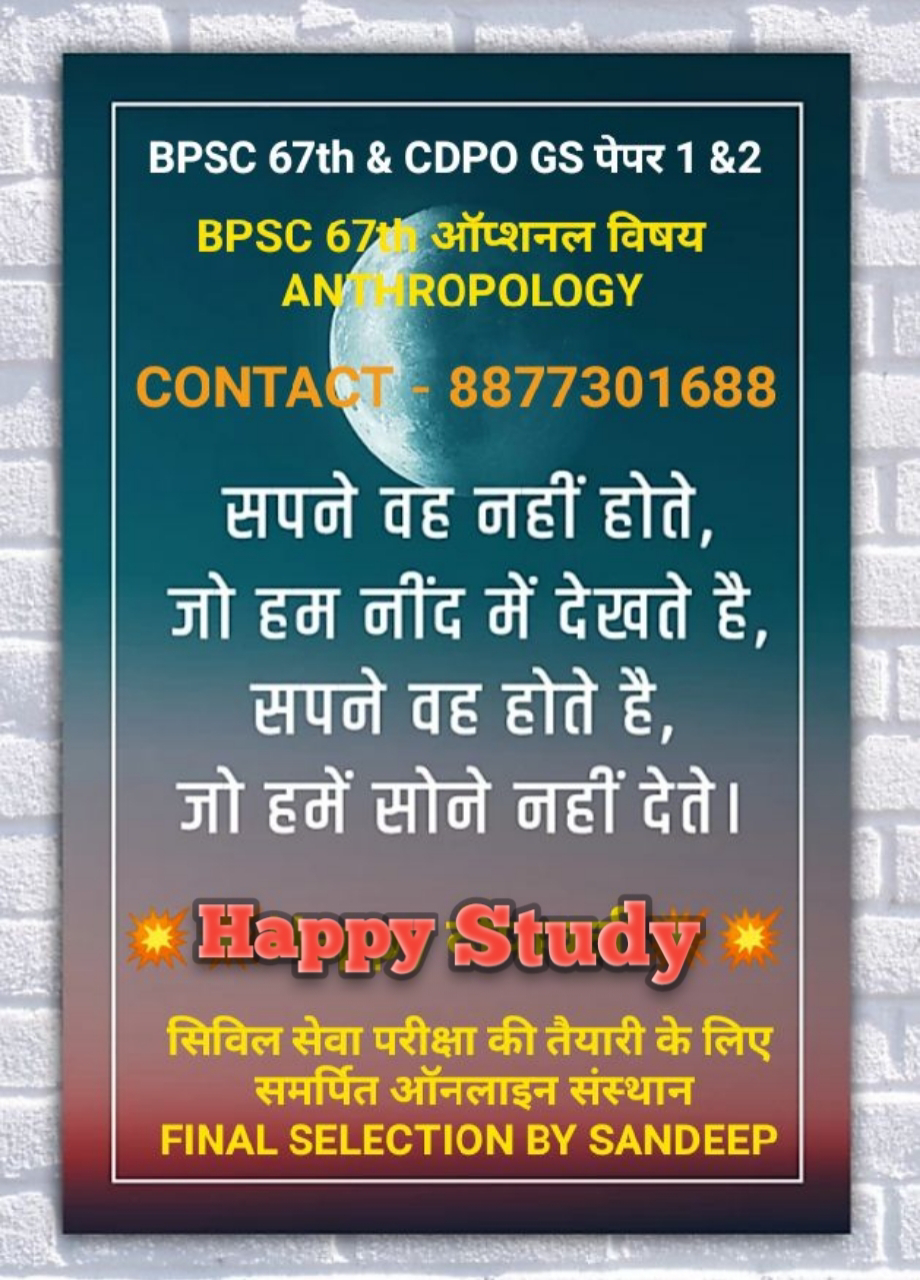 BPSC 67th & CDPO GS पेपर 1 &2
BPSC 67th ऑप्शनल विषय
ANTHROPOLOGY
CONTACT - 8877301688
सपने वह नहीं होते,
जो हम नींद में देखते है,
सपने वह होते है,
जो हमें सोने नहीं देते।
💥Happy Study💥
सिविल सेवा परीक्षा की तैयारी के लिए
समर्पित ऑनलाइन संस्थान
FINAL SELECTION BY SANDEEP